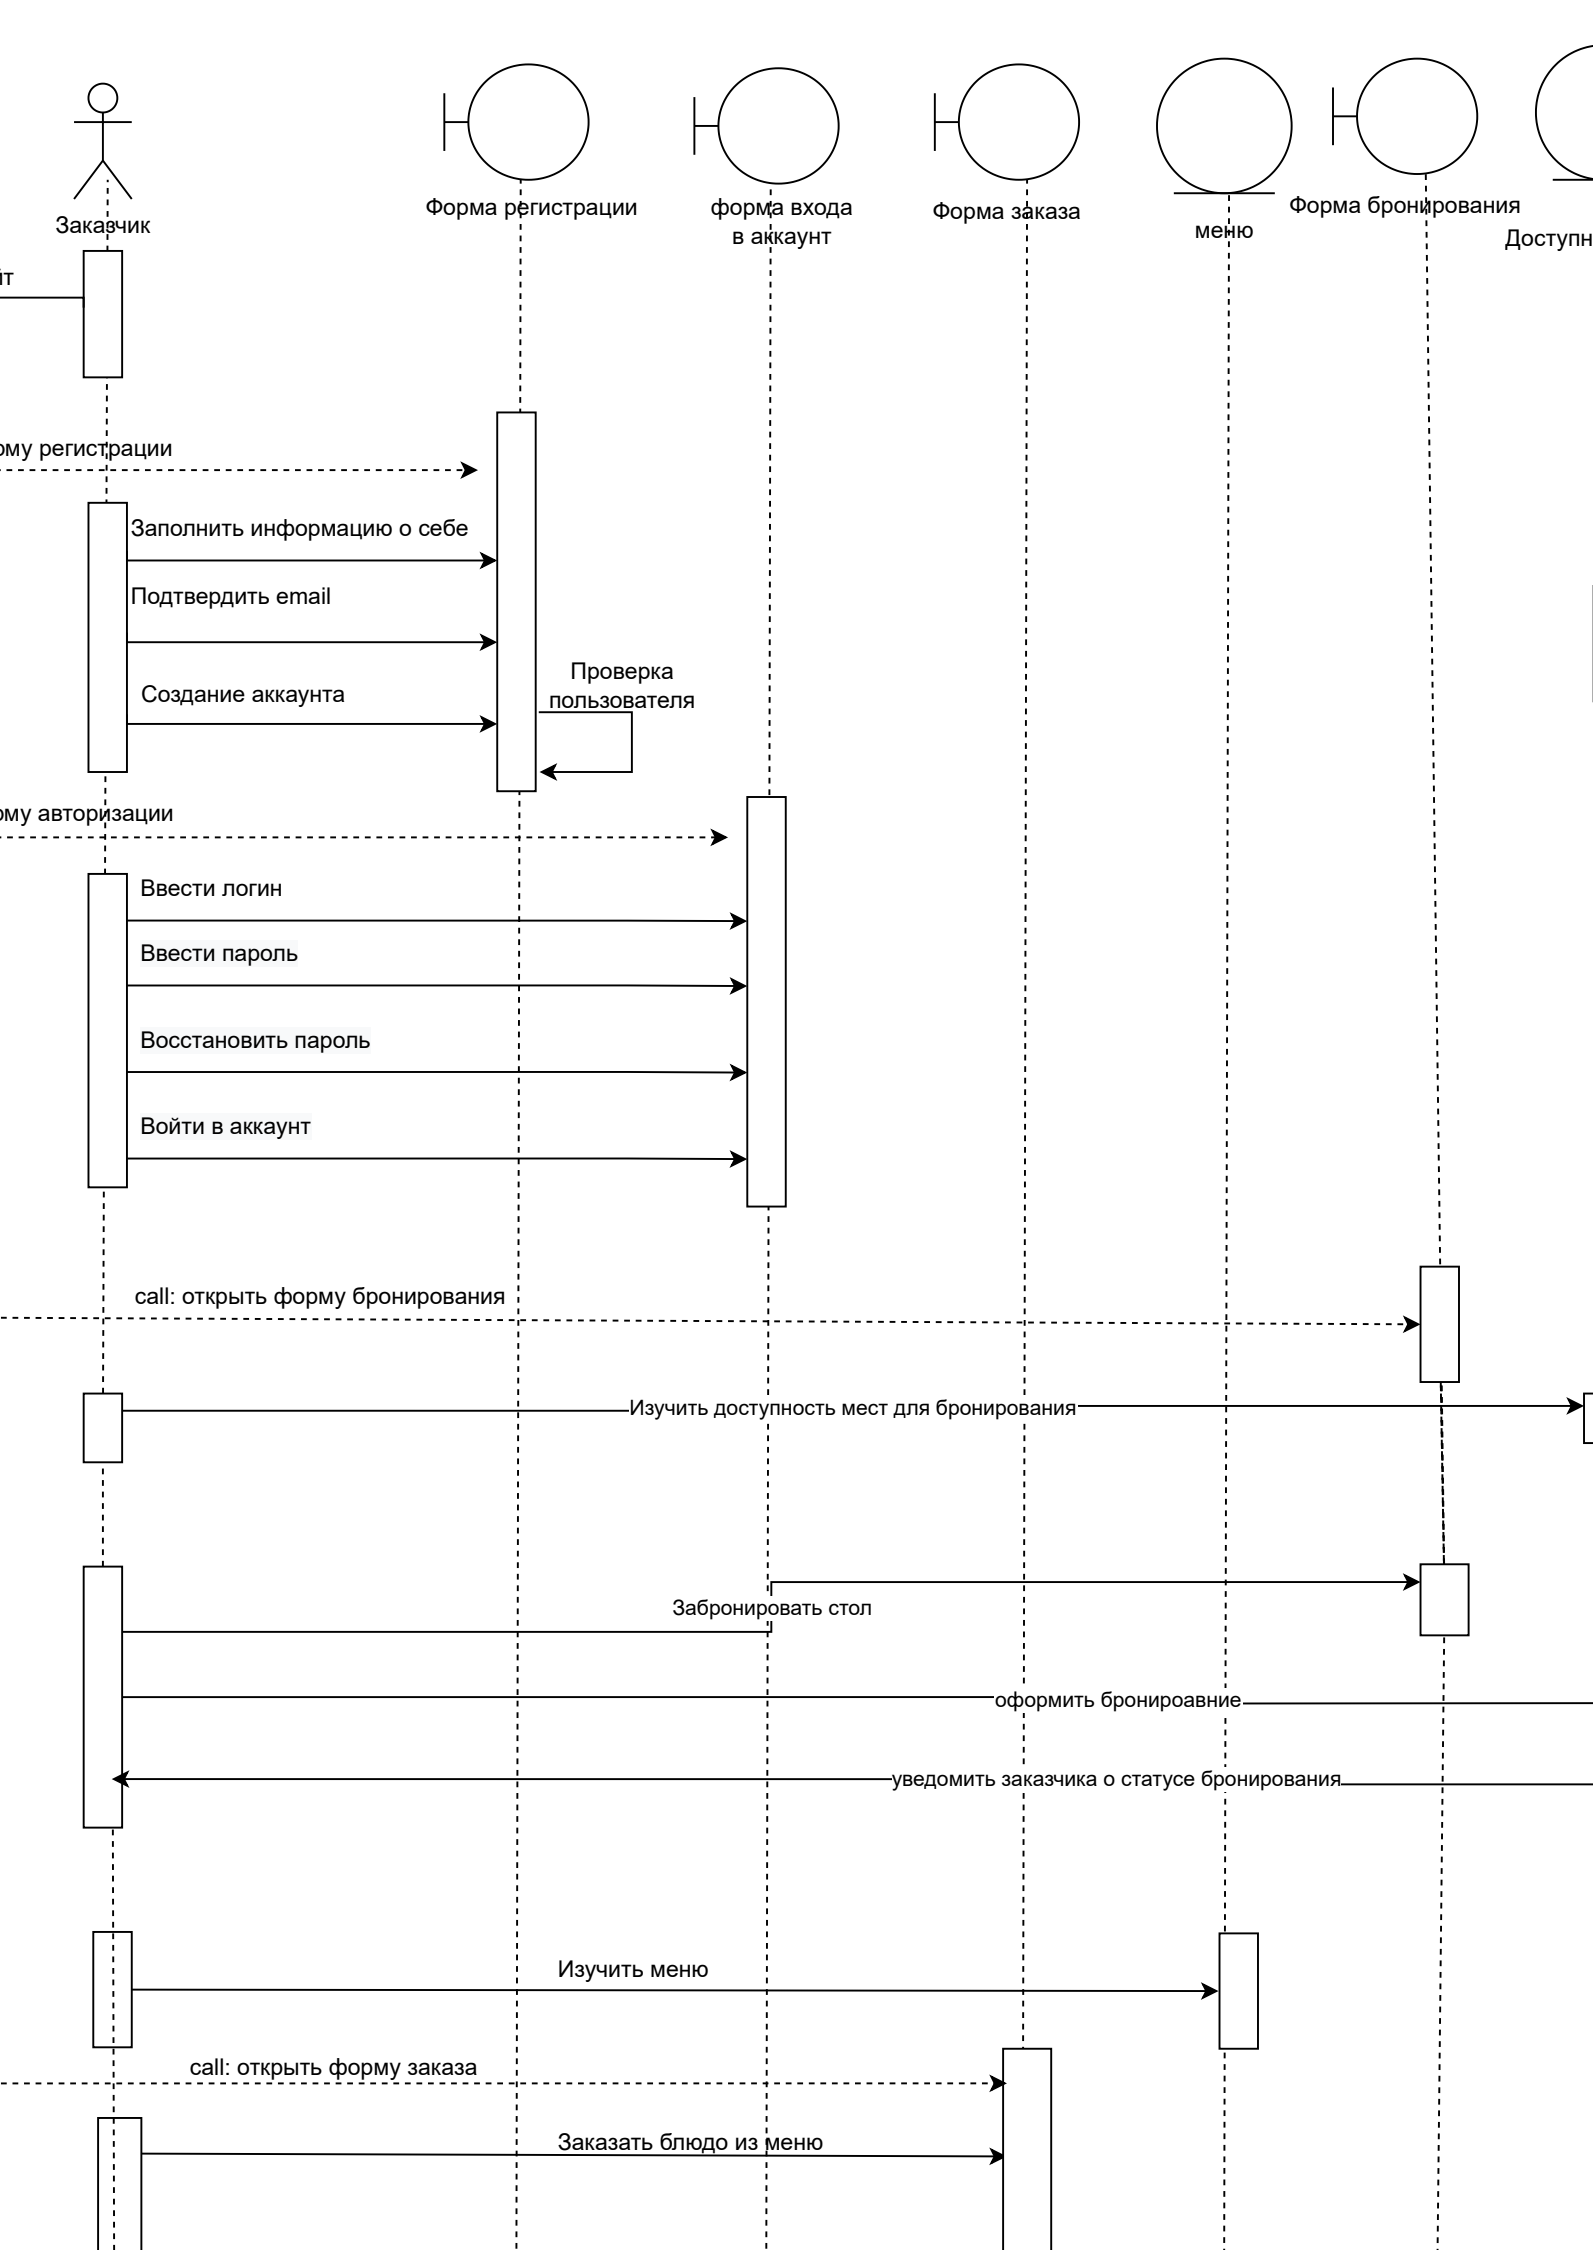 Заказчик
Форма регистрации
форма входа
в аккаунт
Форма заказа
меню
Форма бронирования
регистрации
Заполнить информацию о себе
Подтвердить email
Создание аккаунта
Проверка
пользователя
авторизации
Ввести логин
Ввести пароль
Восстановить пароль
Войти в аккаунт
call: открыть форму бронирования
Изучить доступность мест для бронирования
Забронировать стол
оформить бронироавние
уведомить заказчика о статусе бронирования
Изучить меню
call: открыть форму заказа
Заказать блюдо из меню